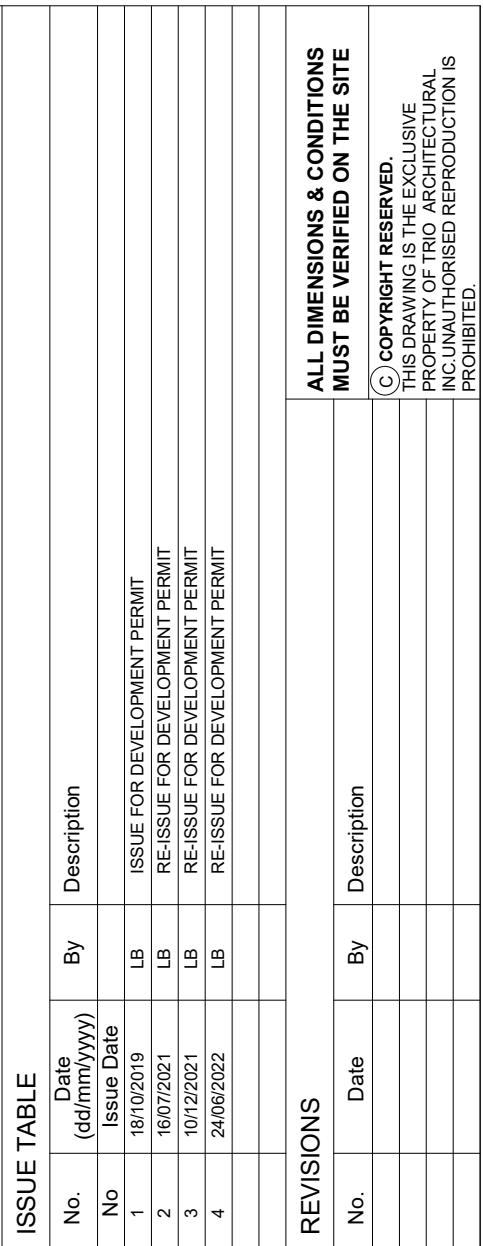 ISSUE TABLE
No. Date (dd/mm/yyyy) By Description
No Issue Date
1 18/10/2019 LB ISSUE FOR DEVELOPMENT PERMIT
2 16/07/2021 LB RE-ISSUE FOR DEVELOPMENT PERMIT
3 10/12/2021 LB RE-ISSUE FOR DEVELOPMENT PERMIT
4 24/06/2022 LB RE-ISSUE FOR DEVELOPMENT PERMIT
REVISIONS
No. Date By Description
ALL DIMENSIONS & CONDITIONS
MUST BE VERIFIED ON THE SITE
C COPYRIGHT RESERVED.
THIS DRAWING IS THE EXCLUSIVE
PROPERTY OF TRIO ARCHITECTURAL
INC.UNAUTHORISED REPRODUCTION IS
PROHIBITED.